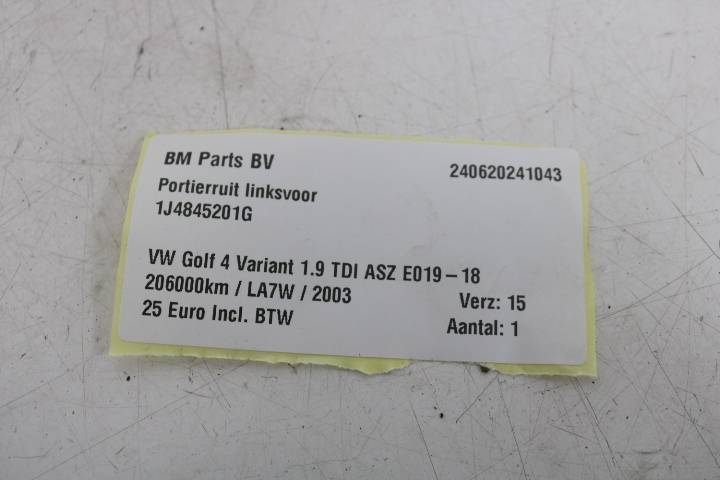 BM Parts BV 240620241043
Portierruit linksvoor
1J4845201G
VW Golf 4 Variant 1.9 TDI ASZ E019-18
206000km / LA7W / 2003 Verz: 15
25 Euro Incl. BTW Aantal: 1